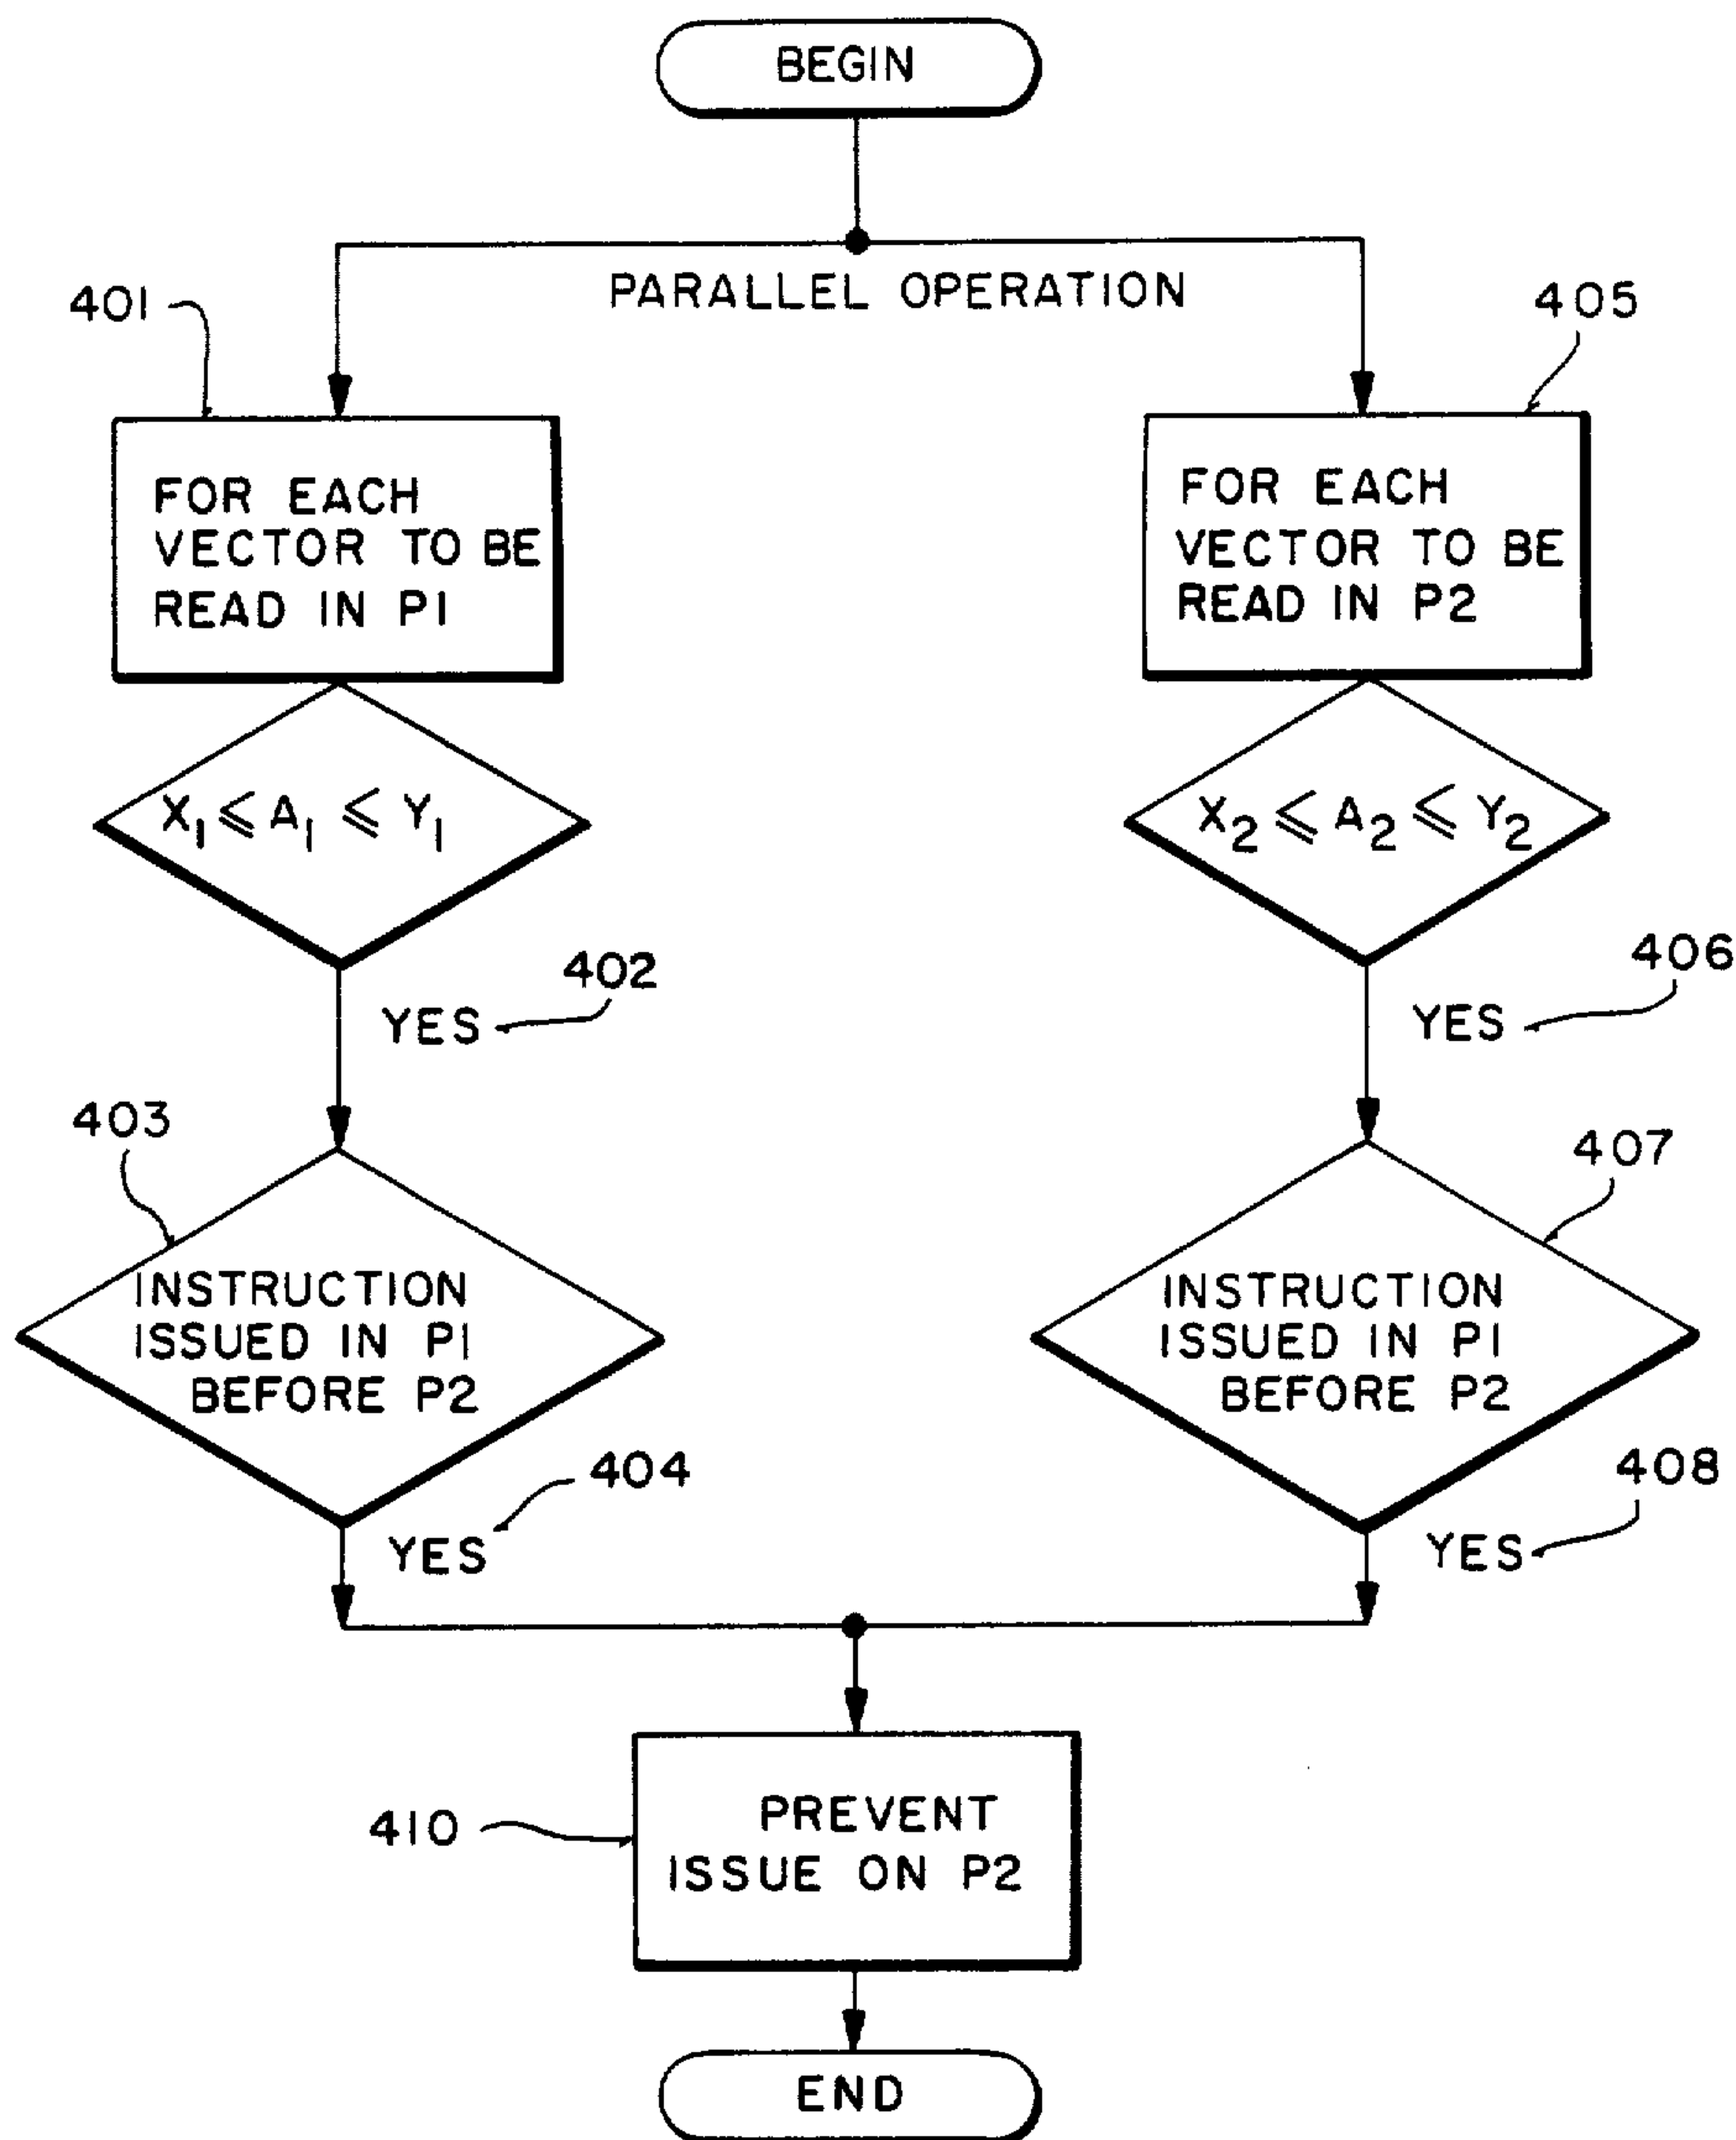 BEGIN
PARALLEL OPERATION
401
405
FOR EACH
VECTOR TO BE
READ IN P1
FOR EACH
VECTOR TO BE
READ IN P2
X₁ ⩽ A₁ ⩽ Y₁
X₂ ⩽ A₂ ⩽ Y₂
402
YES
406
YES
403
407
INSTRUCTION
ISSUED IN P1
BEFORE P2
INSTRUCTION
ISSUED IN P1
BEFORE P2
404
YES
408
YES
410
PREVENT
ISSUE ON P2
END